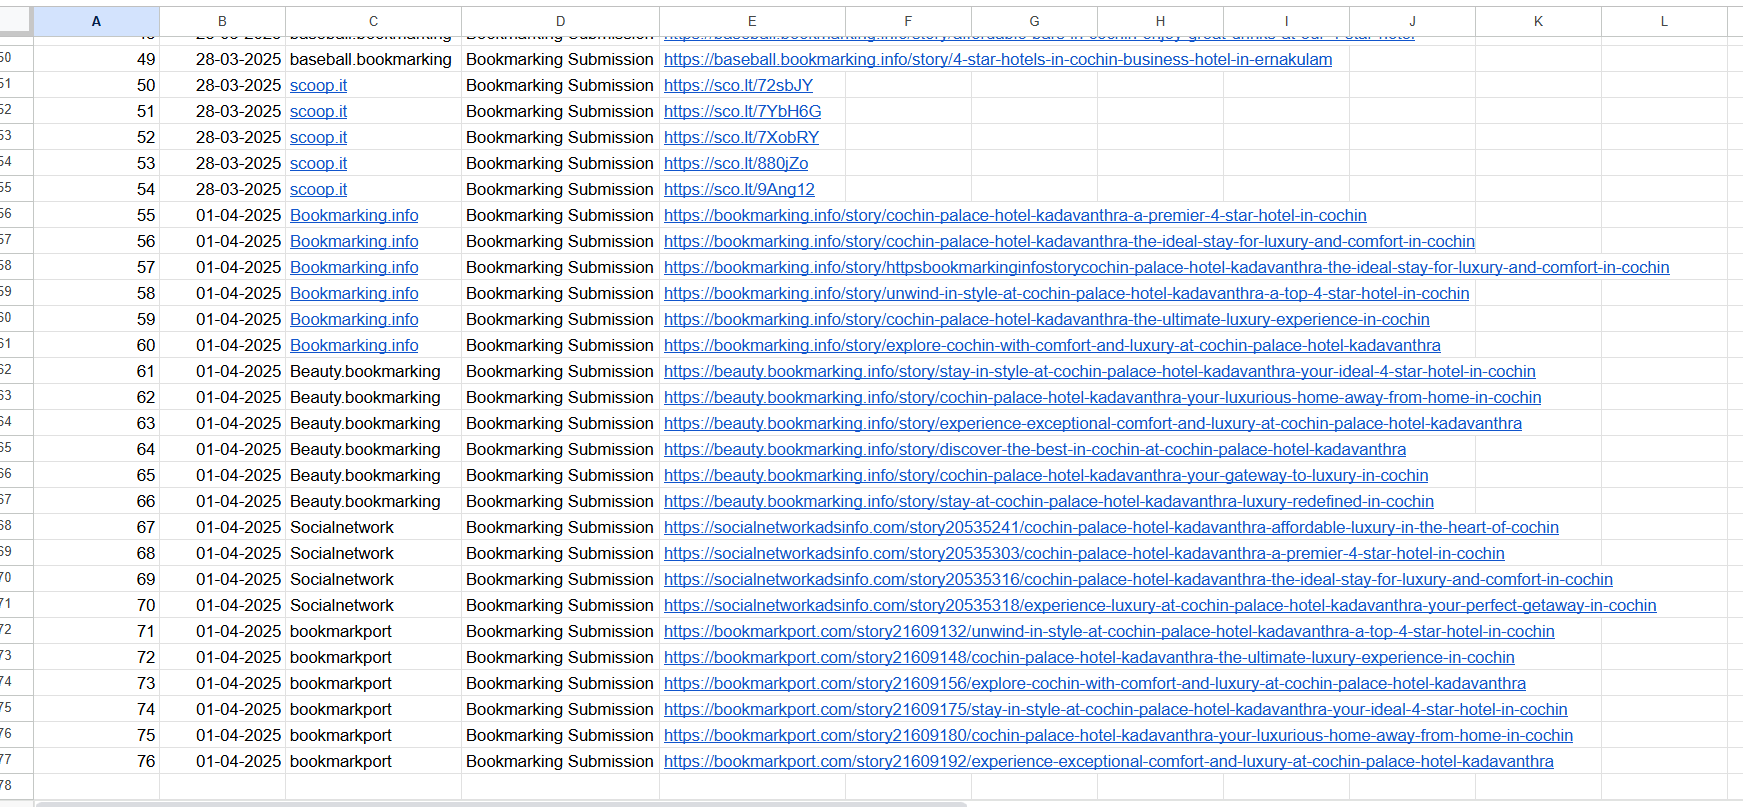 A B C D E F G H I J K L
50 49 28-03-2025 baseball.bookmarking Bookmarking Submission https://baseball.bookmarking.info/story/4-star-hotels-in-cochin-business-hotel-in-ernakulam
51 50 28-03-2025 scoop.it Bookmarking Submission https://sco.lt/72sbJY
52 51 28-03-2025 scoop.it Bookmarking Submission https://sco.lt/7YbH6G
53 52 28-03-2025 scoop.it Bookmarking Submission https://sco.lt/7XobRY
54 53 28-03-2025 scoop.it Bookmarking Submission https://sco.lt/880jZo
55 54 28-03-2025 scoop.it Bookmarking Submission https://sco.lt/9Ang12
56 55 01-04-2025 Bookmarking.info Bookmarking Submission https://bookmarking.info/story/cochin-palace-hotel-kadavanthra-a-premier-4-star-hotel-in-cochin
57 56 01-04-2025 Bookmarking.info Bookmarking Submission https://bookmarking.info/story/cochin-palace-hotel-kadavanthra-the-ideal-stay-for-luxury-and-comfort-in-cochin
58 57 01-04-2025 Bookmarking.info Bookmarking Submission https://bookmarking.info/story/httpsbookmarkinginfostorycochin-palace-hotel-kadavanthra-the-ideal-stay-for-luxury-and-comfort-in-cochin
59 58 01-04-2025 Bookmarking.info Bookmarking Submission https://bookmarking.info/story/unwind-in-style-at-cochin-palace-hotel-kadavanthra-a-top-4-star-hotel-in-cochin
60 59 01-04-2025 Bookmarking.info Bookmarking Submission https://bookmarking.info/story/cochin-palace-hotel-kadavanthra-the-ultimate-luxury-experience-in-cochin
61 60 01-04-2025 Bookmarking.info Bookmarking Submission https://bookmarking.info/story/explore-cochin-with-comfort-and-luxury-at-cochin-palace-hotel-kadavanthra
62 61 01-04-2025 Beauty.bookmarking Bookmarking Submission https://beauty.bookmarking.info/story/stay-in-style-at-cochin-palace-hotel-kadavanthra-your-ideal-4-star-hotel-in-cochin
63 62 01-04-2025 Beauty.bookmarking Bookmarking Submission https://beauty.bookmarking.info/story/cochin-palace-hotel-kadavanthra-your-luxurious-home-away-from-home-in-cochin
64 63 01-04-2025 Beauty.bookmarking Bookmarking Submission https://beauty.bookmarking.info/story/experience-exceptional-comfort-and-luxury-at-cochin-palace-hotel-kadavanthra
65 64 01-04-2025 Beauty.bookmarking Bookmarking Submission https://beauty.bookmarking.info/story/discover-the-best-in-cochin-at-cochin-palace-hotel-kadavanthra
66 65 01-04-2025 Beauty.bookmarking Bookmarking Submission https://beauty.bookmarking.info/story/cochin-palace-hotel-kadavanthra-your-gateway-to-luxury-in-cochin
67 66 01-04-2025 Beauty.bookmarking Bookmarking Submission https://beauty.bookmarking.info/story/stay-at-cochin-palace-hotel-kadavanthra-luxury-redefined-in-cochin
68 67 01-04-2025 Socialnetwork Bookmarking Submission https://socialnetworkadsinfo.com/story20535241/cochin-palace-hotel-kadavanthra-affordable-luxury-in-the-heart-of-cochin
69 68 01-04-2025 Socialnetwork Bookmarking Submission https://socialnetworkadsinfo.com/story20535303/cochin-palace-hotel-kadavanthra-a-premier-4-star-hotel-in-cochin
70 69 01-04-2025 Socialnetwork Bookmarking Submission https://socialnetworkadsinfo.com/story20535316/cochin-palace-hotel-kadavanthra-the-ideal-stay-for-luxury-and-comfort-in-cochin
71 70 01-04-2025 Socialnetwork Bookmarking Submission https://socialnetworkadsinfo.com/story20535318/experience-luxury-at-cochin-palace-hotel-kadavanthra-your-perfect-getaway-in-cochin
72 71 01-04-2025 bookmarkport Bookmarking Submission https://bookmarkport.com/story21609132/unwind-in-style-at-cochin-palace-hotel-kadavanthra-a-top-4-star-hotel-in-cochin
73 72 01-04-2025 bookmarkport Bookmarking Submission https://bookmarkport.com/story21609148/cochin-palace-hotel-kadavanthra-the-ultimate-luxury-experience-in-cochin
74 73 01-04-2025 bookmarkport Bookmarking Submission https://bookmarkport.com/story21609156/explore-cochin-with-comfort-and-luxury-at-cochin-palace-hotel-kadavanthra
75 74 01-04-2025 bookmarkport Bookmarking Submission https://bookmarkport.com/story21609175/stay-in-style-at-cochin-palace-hotel-kadavanthra-your-ideal-4-star-hotel-in-cochin
76 75 01-04-2025 bookmarkport Bookmarking Submission https://bookmarkport.com/story21609180/cochin-palace-hotel-kadavanthra-your-luxurious-home-away-from-home-in-cochin
77 76 01-04-2025 bookmarkport Bookmarking Submission https://bookmarkport.com/story21609192/experience-exceptional-comfort-and-luxury-at-cochin-palace-hotel-kadavanthra
78